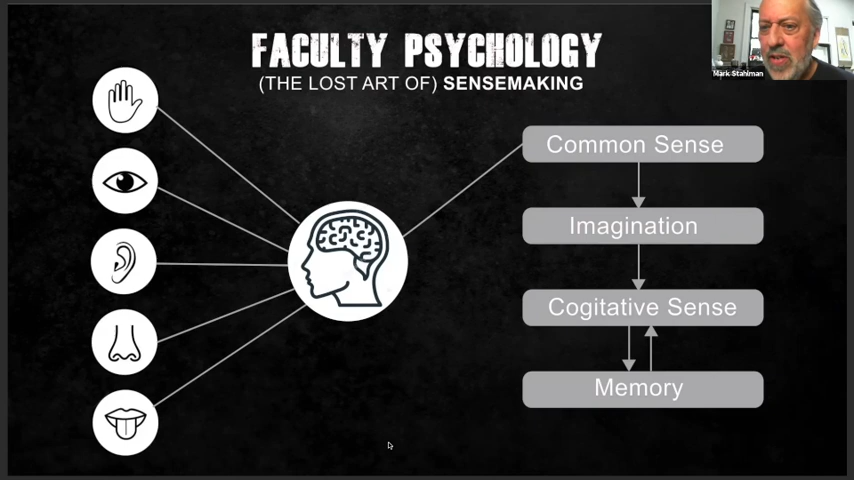 FACULTY PSYCHOLOGY
(THE LOST ART OF) SENSEMAKING
Mark Stahlman
Common Sense
Imagination
Cogitative Sense
Memory